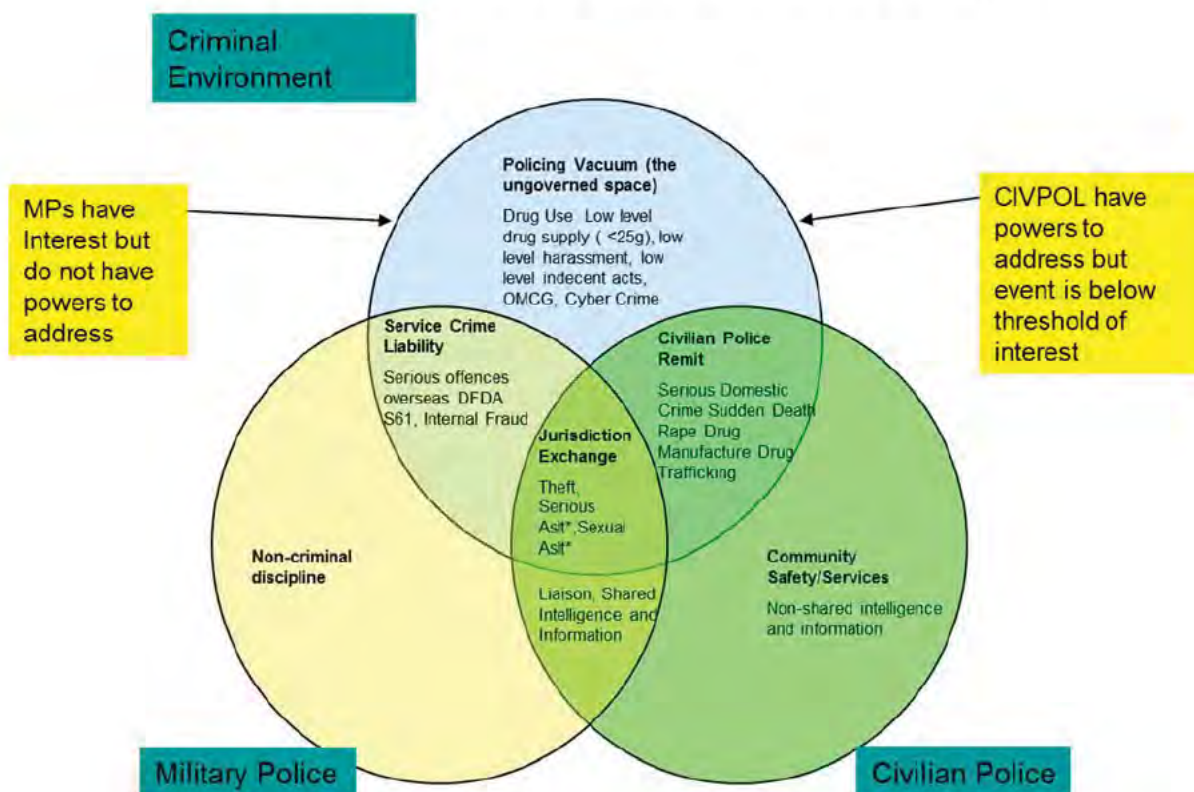 Criminal
Environment
Policing Vacuum (the
ungoverned space)
Drug Use Low level
drug supply ( <25g), low
level harassment, low
level indecent acts,
OMCG, Cyber Crime
MPs have
Interest but
do not have
powers to
address
CIVPOL have
powers to
address but
event is below
threshold of
interest
Service Crime
Liability
Serious offences
overseas DFDA
S61, Internal Fraud
Civilian Police
Remit
Serious Domestic
Crime Sudden Death
Rape Drug
Manufacture Drug
Trafficking
Jurisdiction
Exchange
Theft,
Serious
Aslt*,Sexual
Aslt*
Non-criminal
discipline
Liaison, Shared
Intelligence and
Information
Community
Safety/Services
Non-shared intelligence
and information
Military Police
Civilian Police